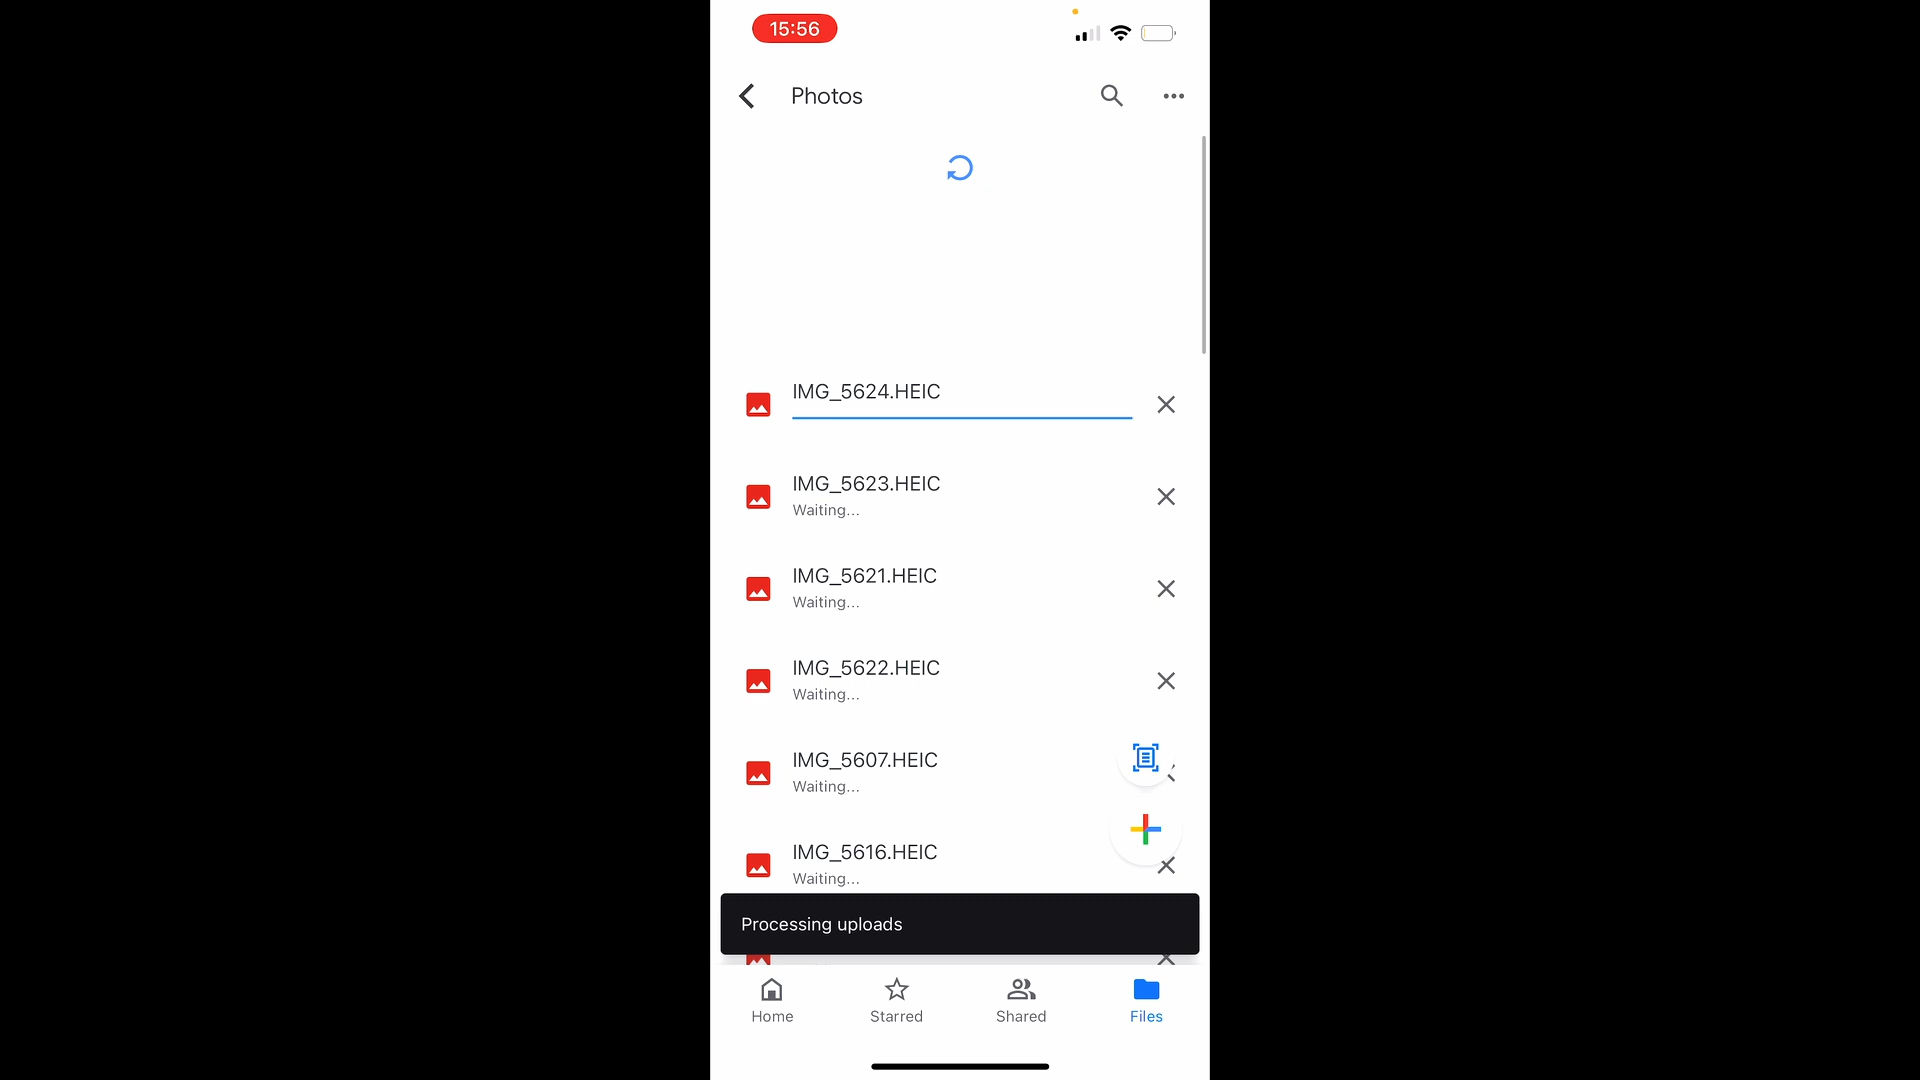 15:56
Photos
IMG_5624.HEIC
IMG_5623.HEIC
Waiting...
IMG_5621.HEIC
Waiting...
IMG_5622.HEIC
Waiting...
IMG_5607.HEIC
Waiting...
IMG_5616.HEIC
Waiting...
Processing uploads
Home
Starred
Shared
Files